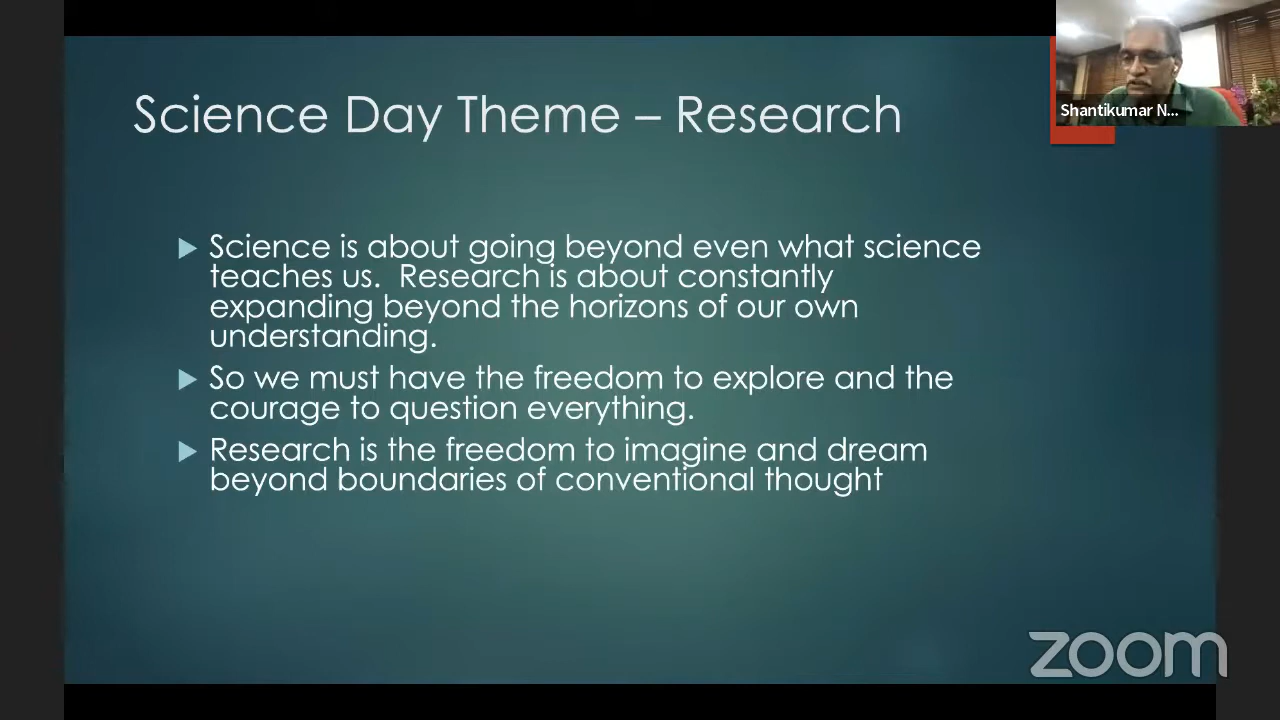 Science Day Theme – Research
Shantikumar N...
Science is about going beyond even what science
teaches us.  Research is about constantly
expanding beyond the horizons of our own
understanding.
So we must have the freedom to explore and the
courage to question everything.
Research is the freedom to imagine and dream
beyond boundaries of conventional thought
zoom